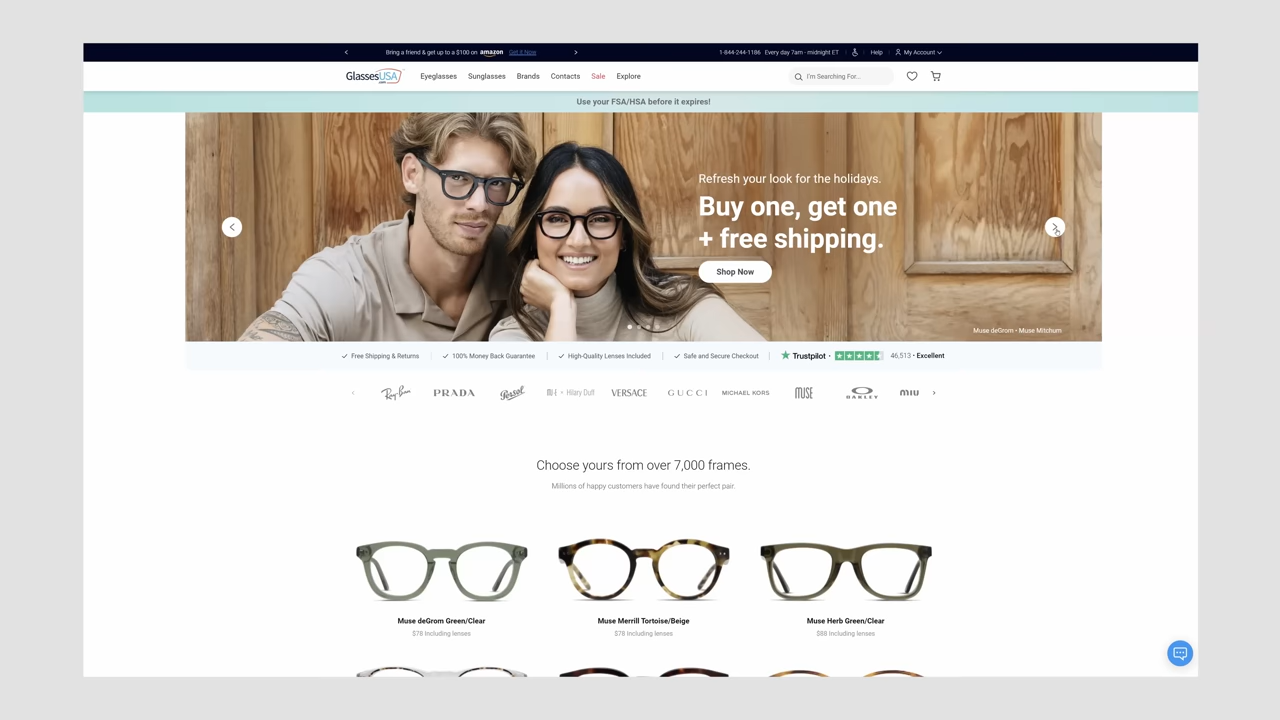 Bring a friend & get up to a $100 on amazon Get it Now
1-844-244-1186 Every day 7am - midnight ET
Help
My Account
GlassesUSA
.com
Eyeglasses
Sunglasses
Brands
Contacts
Sale
Explore
I'm Searching For...
Use your FSA/HSA before it expires!
Refresh your look for the holidays.
Buy one, get one
+ free shipping.
Shop Now
Muse deGrom • Muse Mitchum
Free Shipping & Returns
100% Money Back Guarantee
High-Quality Lenses Included
Safe and Secure Checkout
Trustpilot
46,513 • Excellent
Ray-Ban
PRADA
Persol
Hilary Duff
VERSACE
GUCCI
MICHAEL KORS
MUSE
OAKLEY
miu
Choose yours from over 7,000 frames.
Millions of happy customers have found their perfect pair.
Muse deGrom Green/Clear
$78 Including lenses
Muse Merrill Tortoise/Beige
$78 Including lenses
Muse Herb Green/Clear
$88 Including lenses